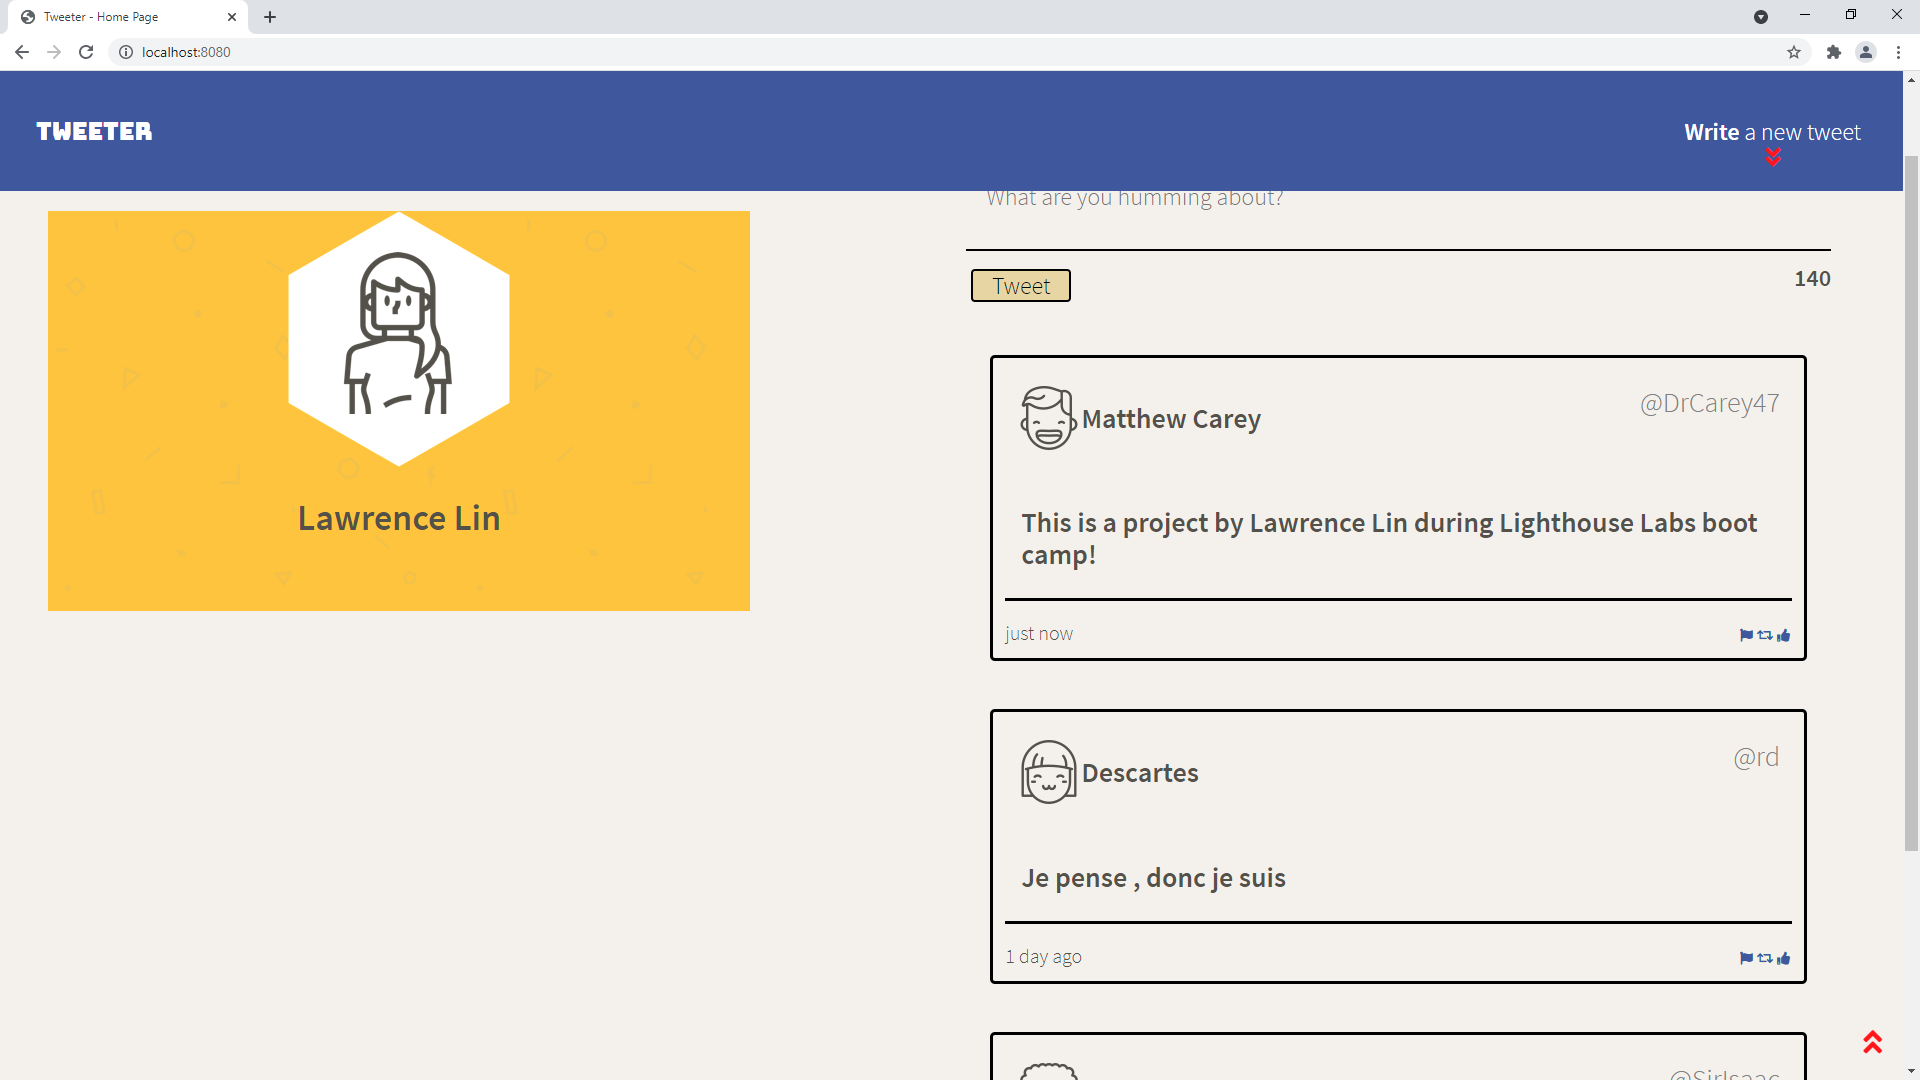 Tweeter - Home Page
localhost:8080
TWEETER
Write a new tweet
What are you humming about?
Lawrence Lin
Tweet
140
Matthew Carey
@DrCarey47
This is a project by Lawrence Lin during Lighthouse Labs boot
camp!
just now
Descartes
@rd
Je pense , donc je suis
1 day ago
@SirIsaac